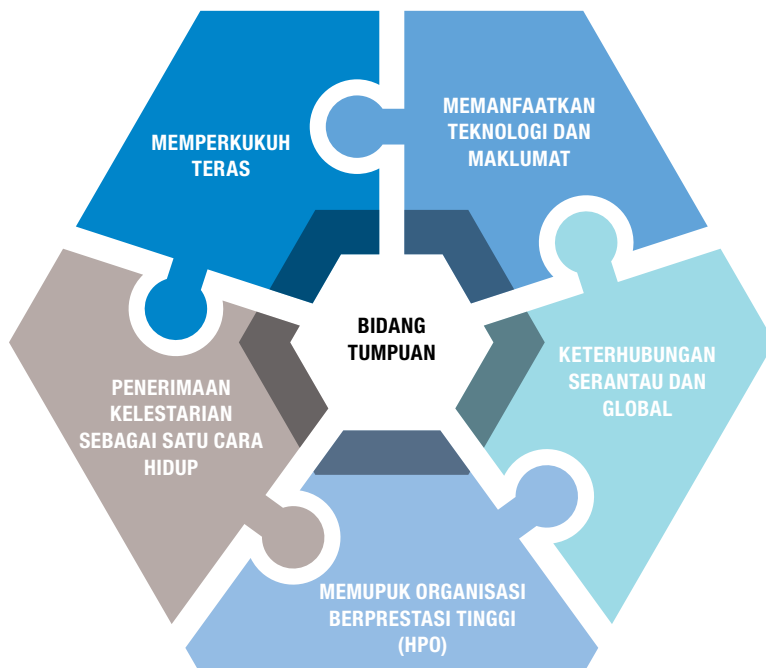 MEMPERKUKUH
TERAS
MEMANFAATKAN
TEKNOLOGI DAN
MAKLUMAT
BIDANG
TUMPUAN
KETERHUBUNGAN
SERANTAU DAN
GLOBAL
PENERIMAAN
KELESTARIAN
SEBAGAI SATU CARA
HIDUP
MEMUPUK ORGANISASI
BERPRESTASI TINGGI
(HPO)